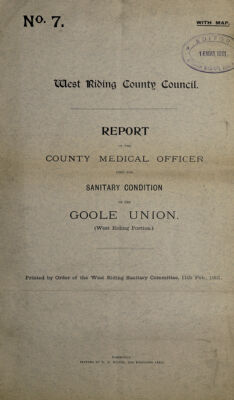 No. 7.
WITH MAP.
West Riding County Council.
REPORT
OF THE
COUNTY MEDICAL OFFICER
UPON THE
SANITARY CONDITION
OF THE
GOOLE UNION.
(West Riding Portion.)
Printed by Order of the West Riding Sanitary Committee, 11th Feb.,